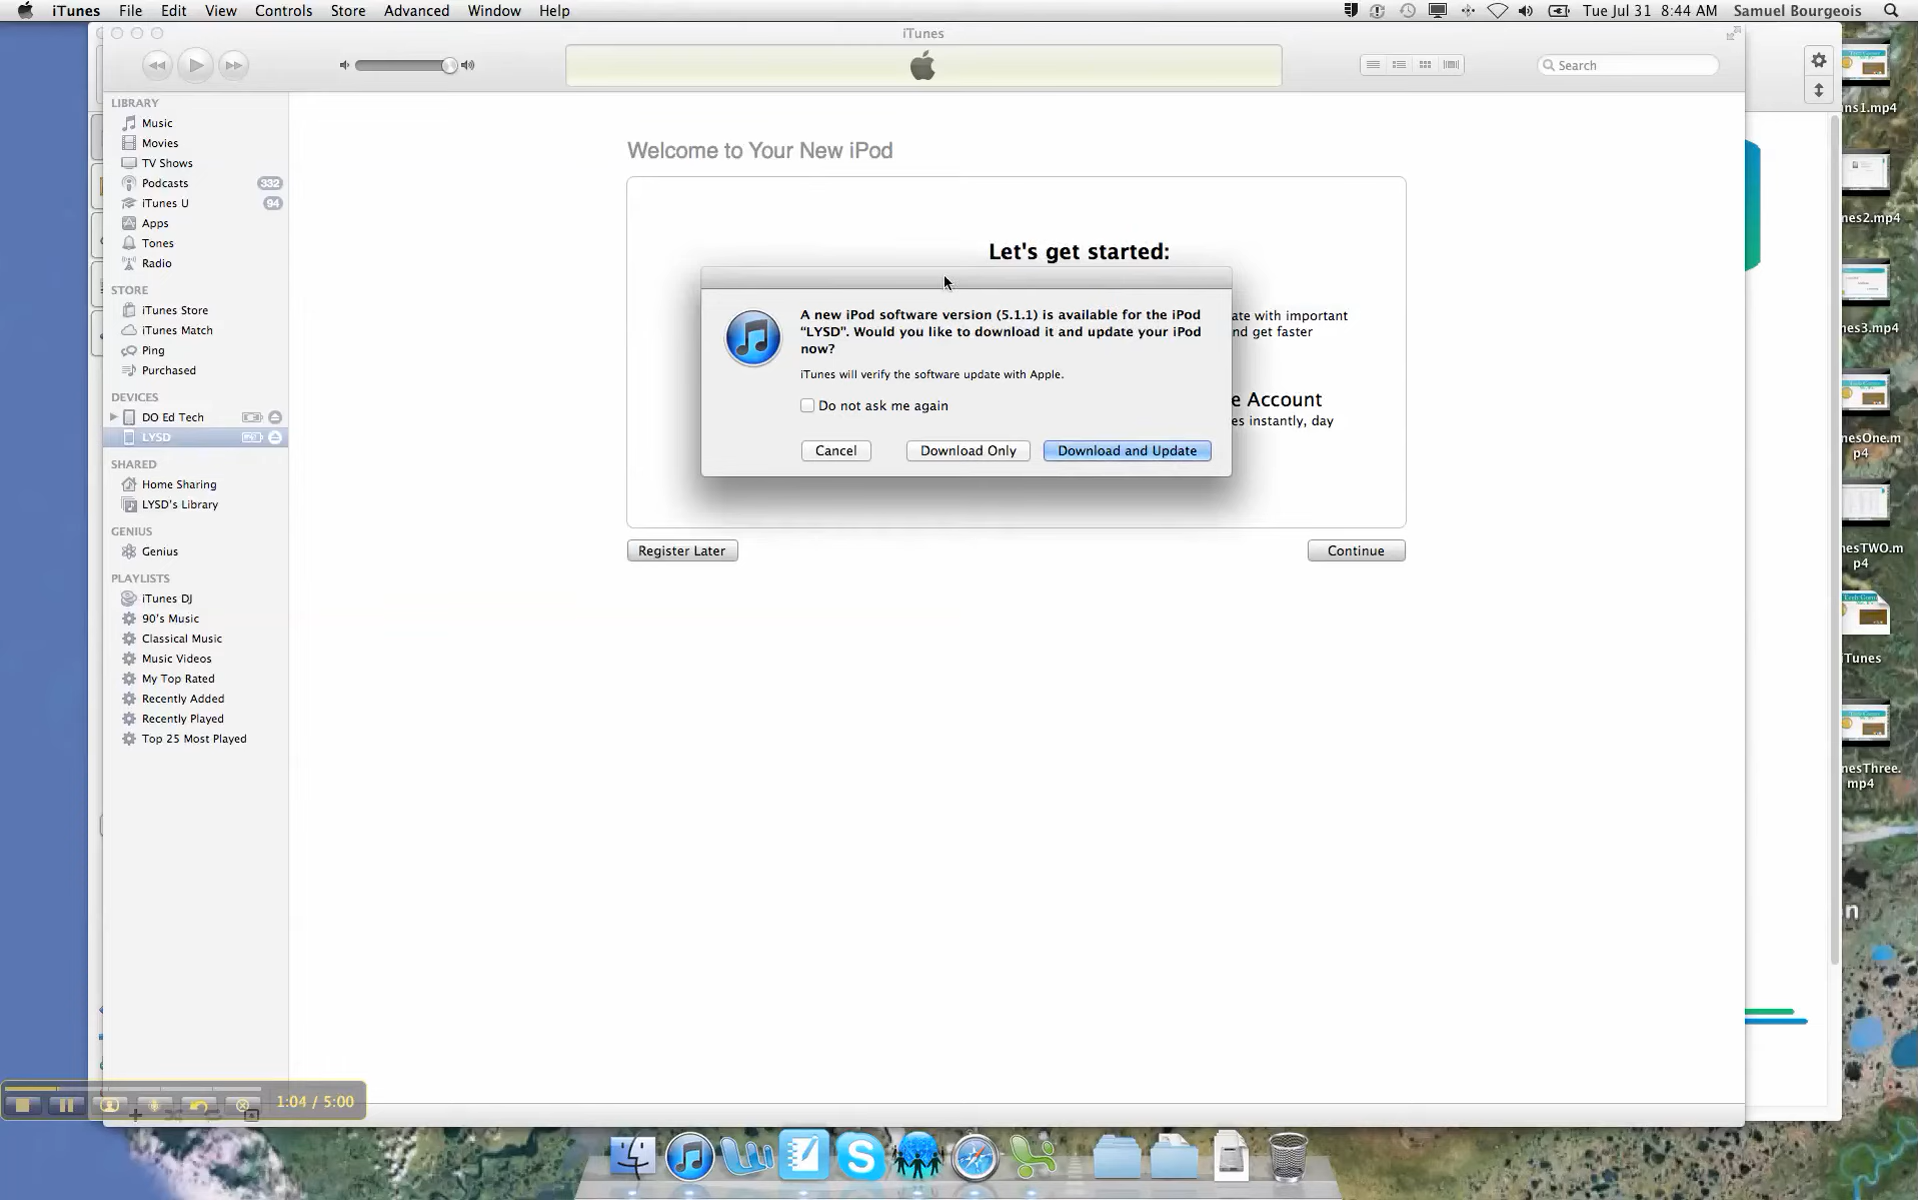 iTunes File Edit View Controls Store Advanced Window Help
Tue Jul 31 8:44 AM Samuel Bourgeois
iTunes
Search
LIBRARY
Music
Movies
TV Shows
Podcasts 332
iTunes U 94
Apps
Tones
Radio
STORE
iTunes Store
iTunes Match
Ping
Purchased
DEVICES
DO Ed Tech
LYSD
SHARED
Home Sharing
LYSD's Library
GENIUS
Genius
PLAYLISTS
iTunes DJ
90's Music
Classical Music
Music Videos
My Top Rated
Recently Added
Recently Played
Top 25 Most Played
Welcome to Your New iPod
Let's get started:
ate with important
nd get faster
e Account
es instantly, day
A new iPod software version (5.1.1) is available for the iPod
“LYSD”. Would you like to download it and update your iPod
now?
iTunes will verify the software update with Apple.
Do not ask me again
Cancel Download Only Download and Update
Register Later Continue
ns1.mp4
nes2.mp4
nes3.mp4
nesOne.m
p4
nesTWO.m
p4
iTunes
nesThree.
mp4
on
1:04 / 5:00